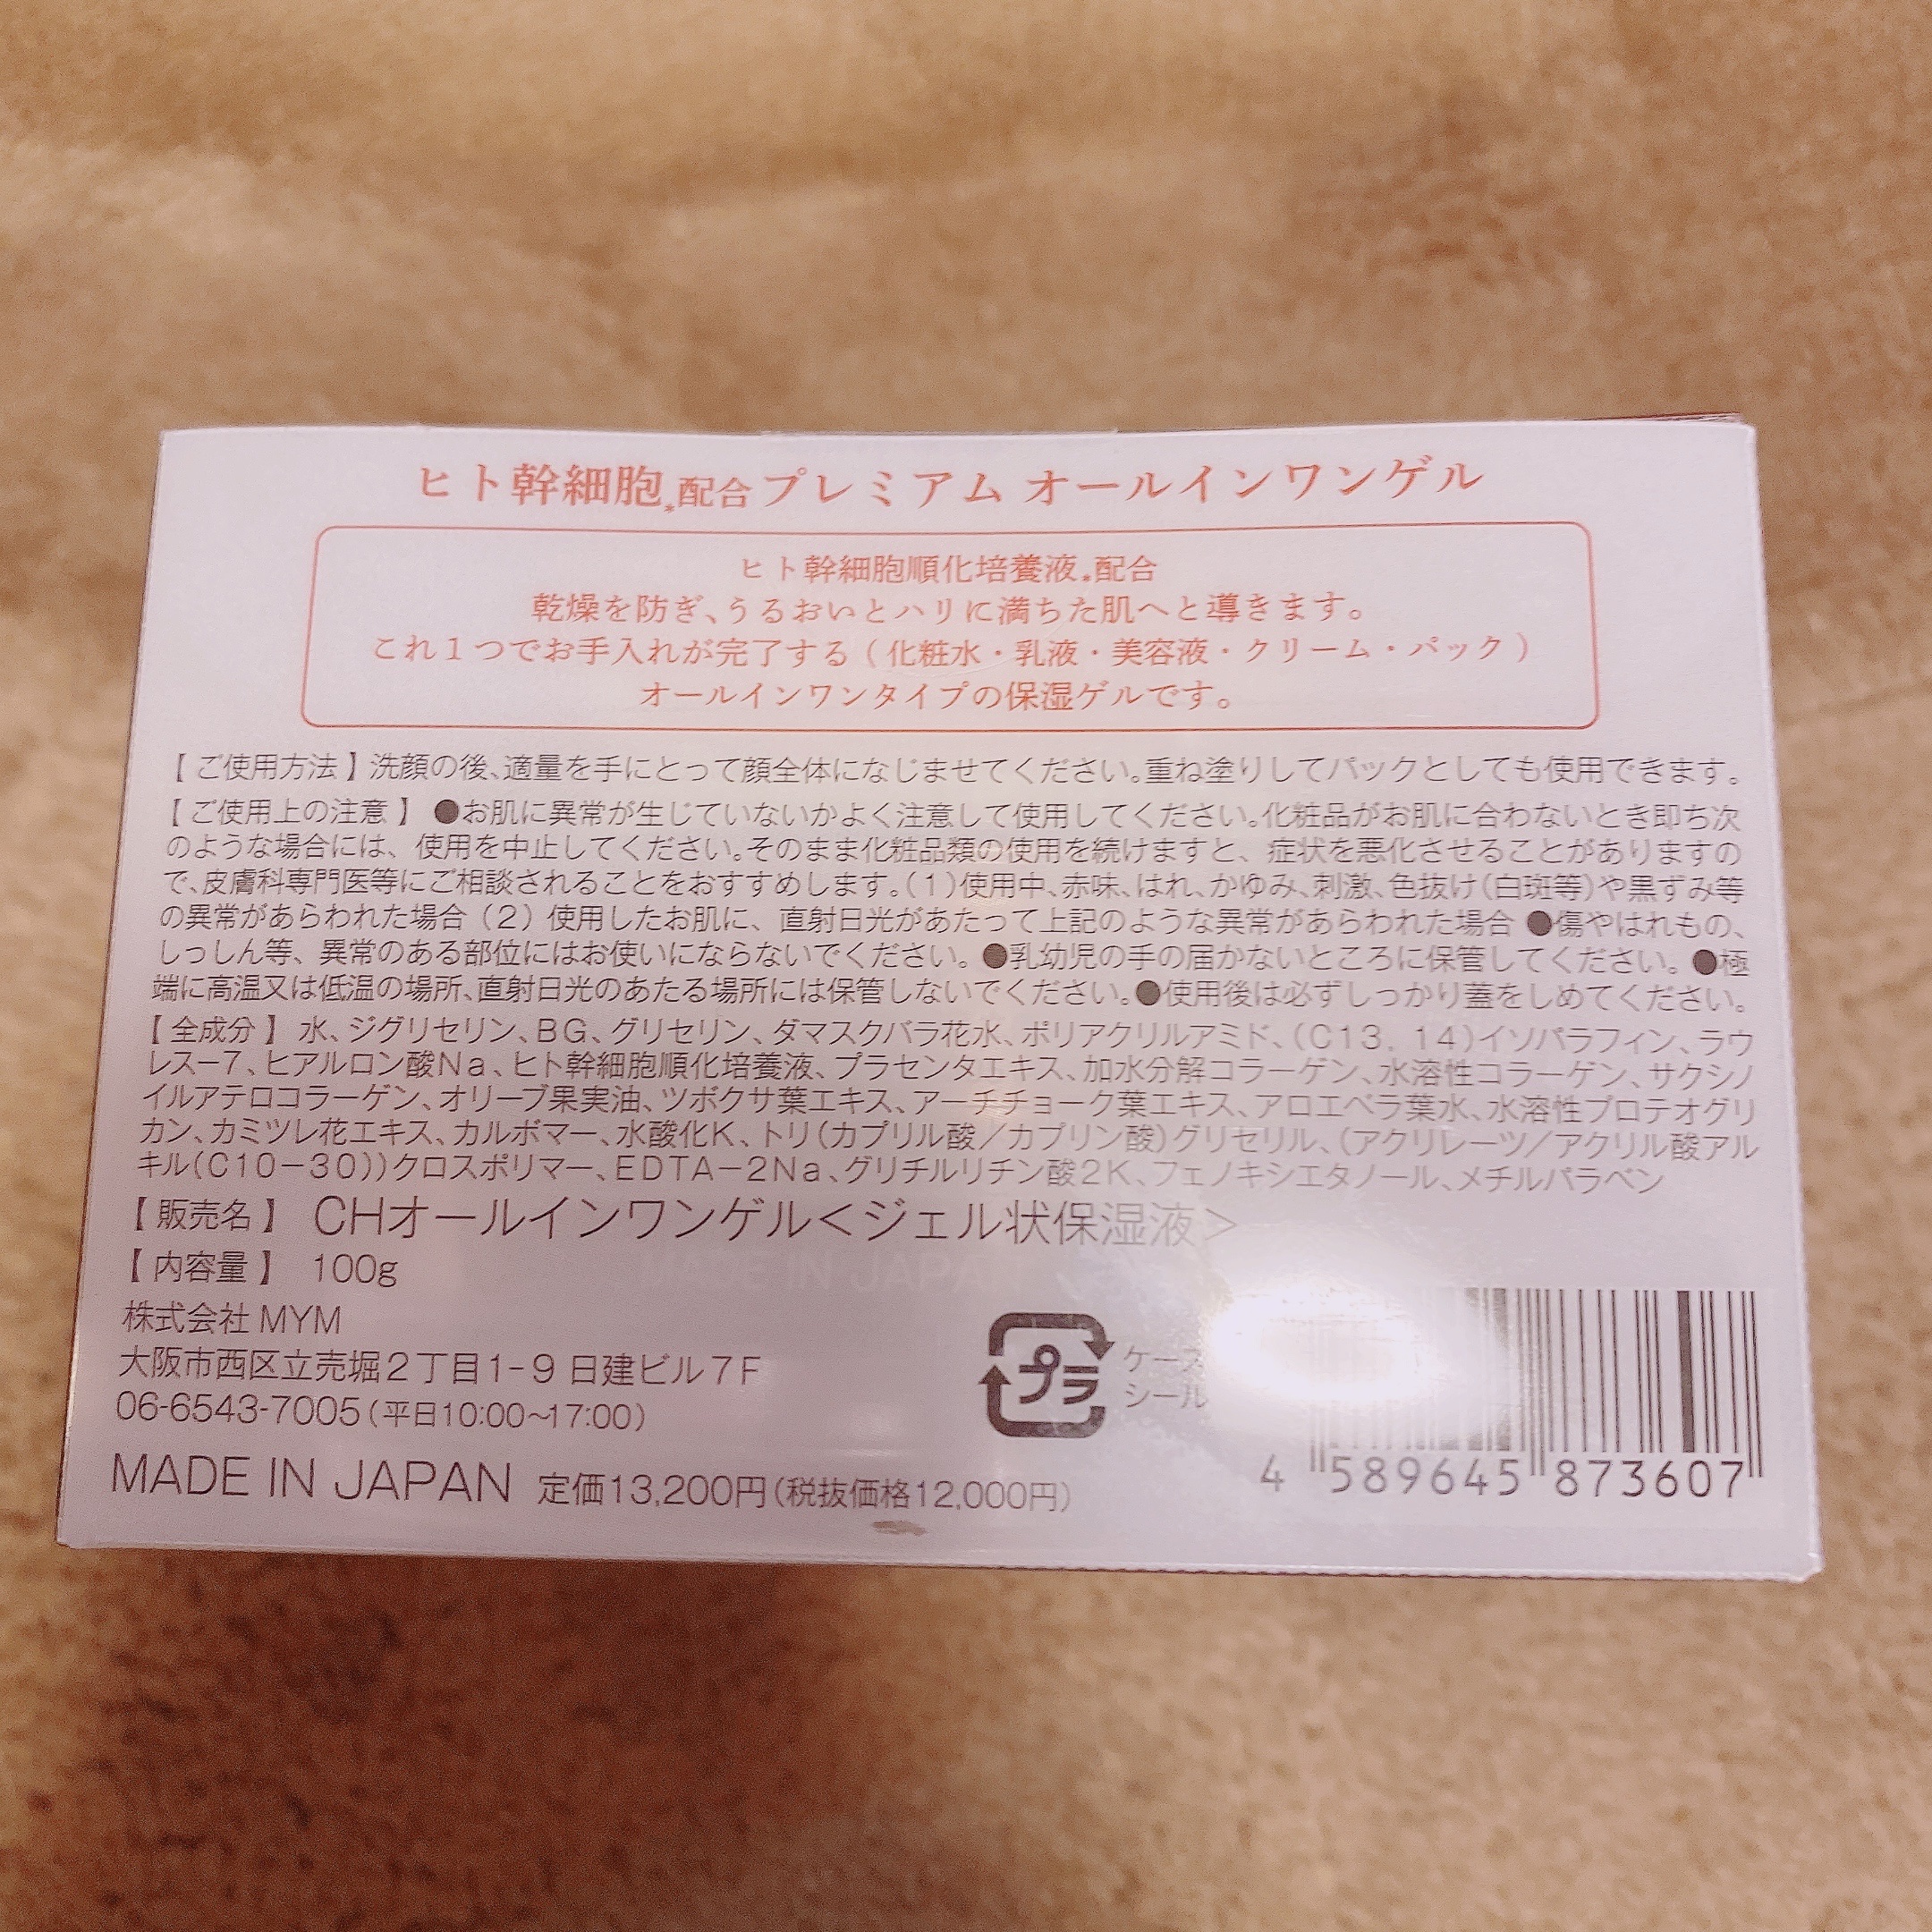 ヒト幹細胞*配合プレミアム オールインワンゲル
ヒト幹細胞順化培養液*配合
乾燥を防ぎ、うるおいとハリに満ちた肌へと導きます。
これ1つでお手入れが完了する(化粧水・乳液・美容液・クリーム・パック)
オールインワンタイプの保湿ゲルです。
【ご使用方法】洗顔の後、適量を手にとって顔全体になじませてください。重ね塗りしてパックとしても使用できます。
【ご使用上の注意】●お肌に異常が生じていないかよく注意して使用してください。化粧品がお肌に合わないとき即ち次
のような場合には、使用を中止してください。そのまま化粧品類の使用を続けますと、症状を悪化させることがありますの
で、皮膚科専門医等にご相談されることをおすすめします。(1)使用中、赤味、はれ、かゆみ、刺激、色抜け(白斑等)や黒ずみ等
の異常があらわれた場合(2)使用したお肌に、直射日光があたって上記のような異常があらわれた場合 ●傷やはれもの、
しっしん等、異常のある部位にはお使いにならないでください。●乳幼児の手の届かないところに保管してください。●極
端に高温又は低温の場所、直射日光のあたる場所には保管しないでください。●使用後は必ずしっかり蓋をしめてください。
【全成分】水、ジグリセリン、BG、グリセリン、ダマスクバラ花水、ポリアクリルアミド、(C13, 14)イソパラフィン、ラウ
レス−7、ヒアルロン酸Na、ヒト幹細胞順化培養液、プラセンタエキス、加水分解コラーゲン、水溶性コラーゲン、サクシノ
イルアテロコラーゲン、オリーブ果実油、ツボクサ葉エキス、アーチチョーク葉エキス、アロエベラ葉水、水溶性プロテオグリ
カン、カミツレ花エキス、カルボマー、水酸化K、トリ(カプリル酸/カプリン酸)グリセリル、(アクリレーツ/アクリル酸アル
キル(C10−30))クロスポリマー、EDTA−2Na、グリチルリチン酸2K、フェノキシエタノール、メチルパラベン
【販売名】 CHオールインワンゲル<ジェル状保湿液>
【内容量】 100g
株式会社 MYM
大阪市西区立売堀2丁目1-9 日建ビル7F
06-6543-7005(平日10:00~17:00)
MADE IN JAPAN 定価13,200円(税抜価格12,000円)
プラ
ケース
シール
4 589645 873607